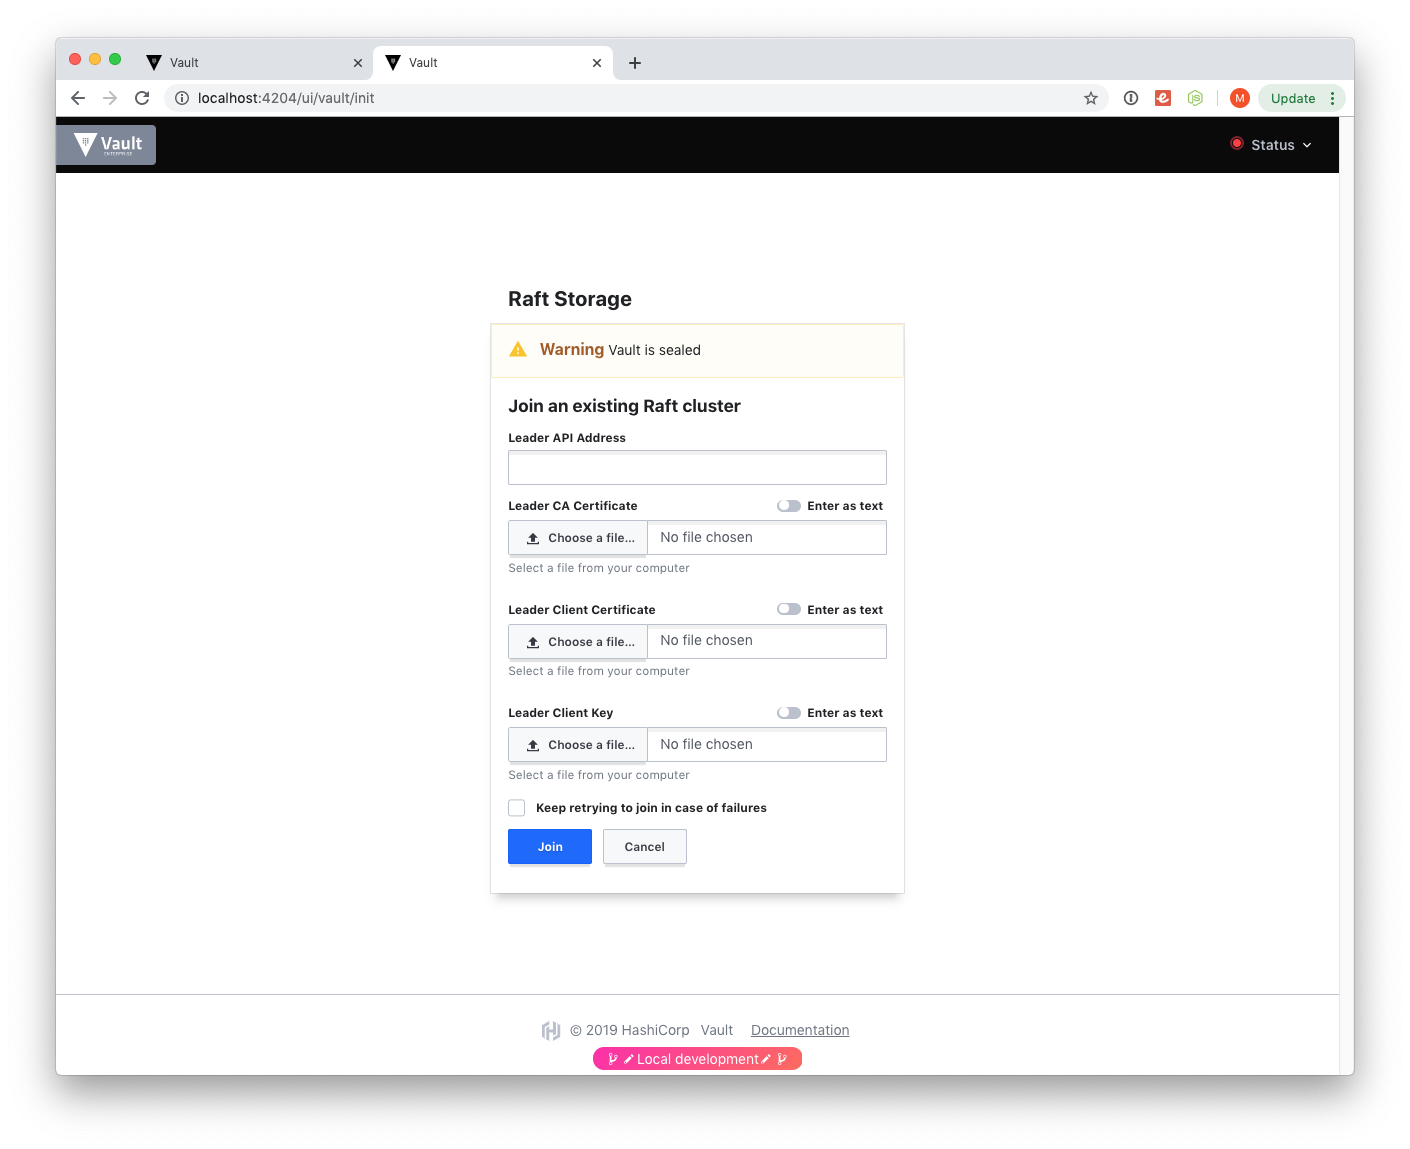 Vault
Vault
localhost:4204/ui/vault/init
M
Update
Vault
ENTERPRISE
Status
Raft Storage
Warning Vault is sealed
Join an existing Raft cluster
Leader API Address
Leader CA Certificate Enter as text
Choose a file... No file chosen
Select a file from your computer
Leader Client Certificate Enter as text
Choose a file... No file chosen
Select a file from your computer
Leader Client Key Enter as text
Choose a file... No file chosen
Select a file from your computer
Keep retrying to join in case of failures
Join Cancel
© 2019 HashiCorp Vault Documentation
Local development